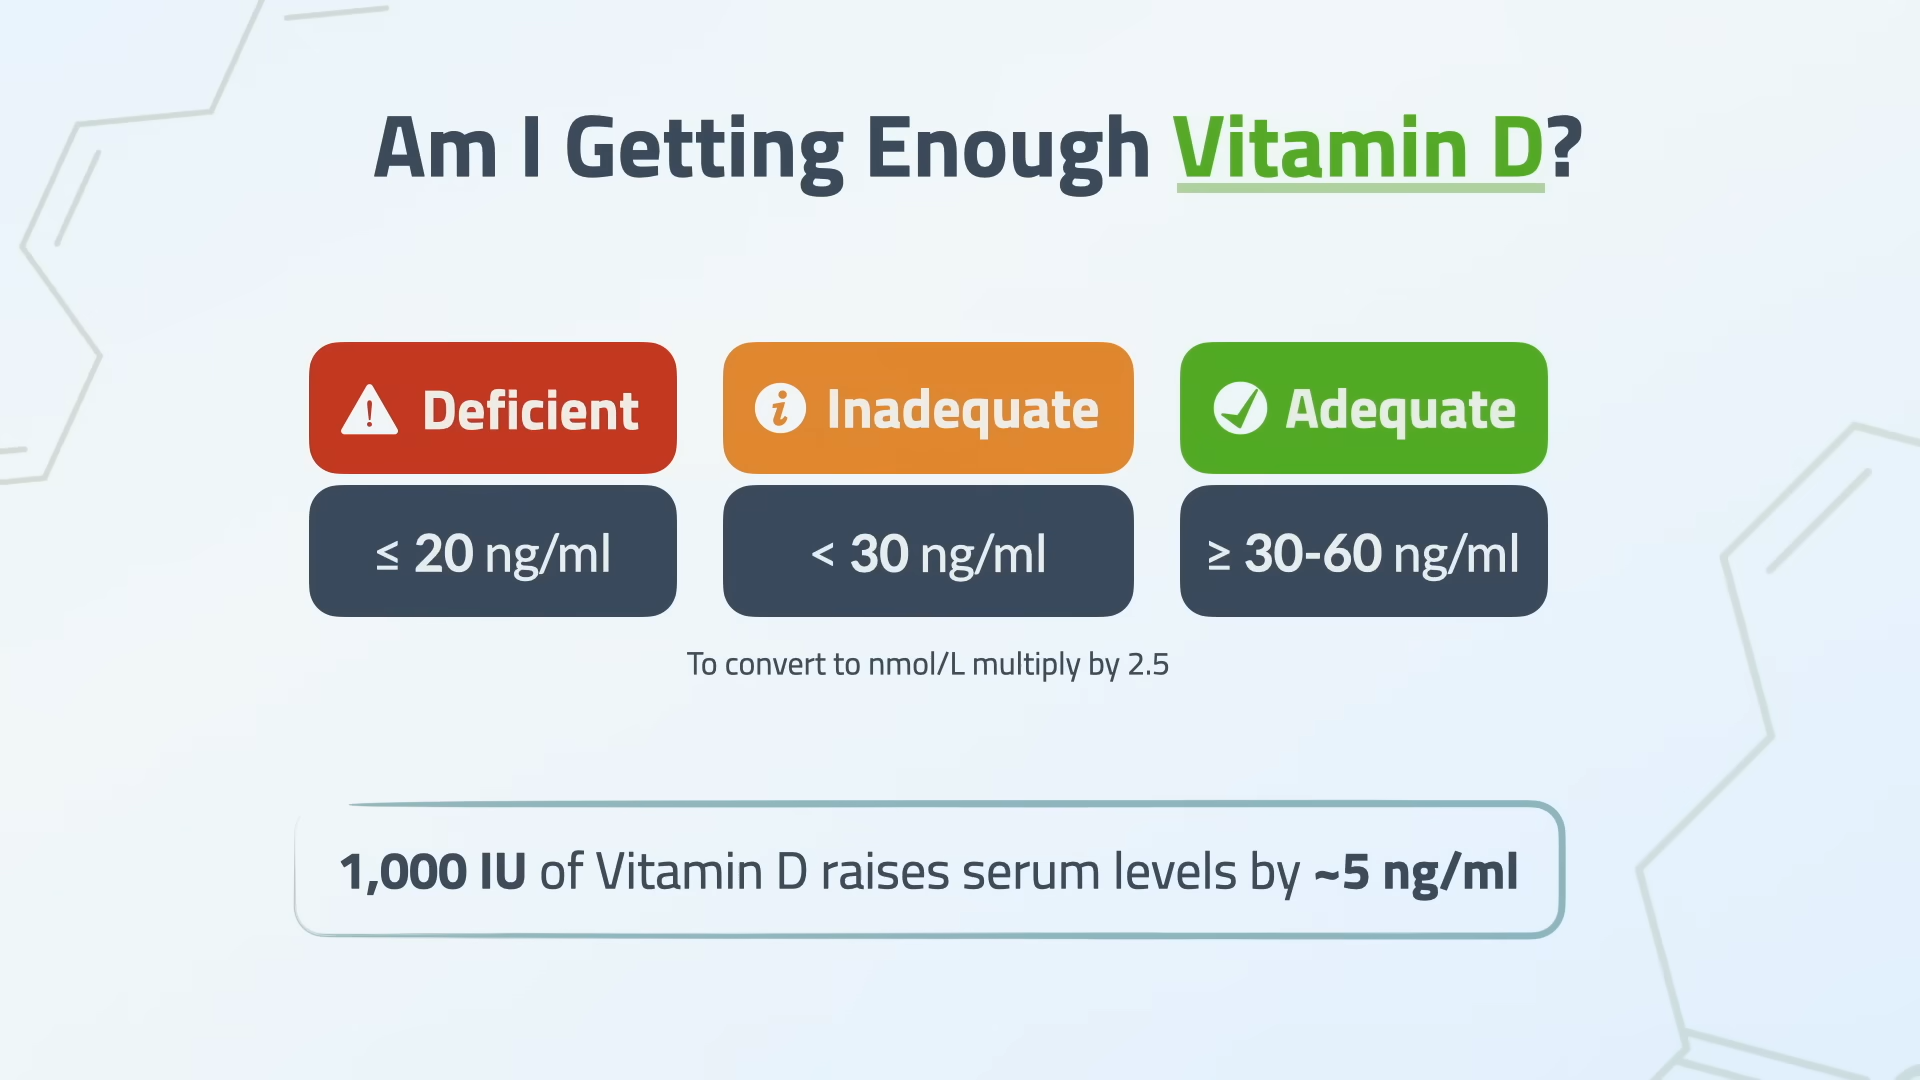 Am I Getting Enough Vitamin D?
Deficient
Inadequate
Adequate
≤ 20 ng/ml
< 30 ng/ml
≥ 30-60 ng/ml
To convert to nmol/L multiply by 2.5
1,000 IU of Vitamin D raises serum levels by ~5 ng/ml